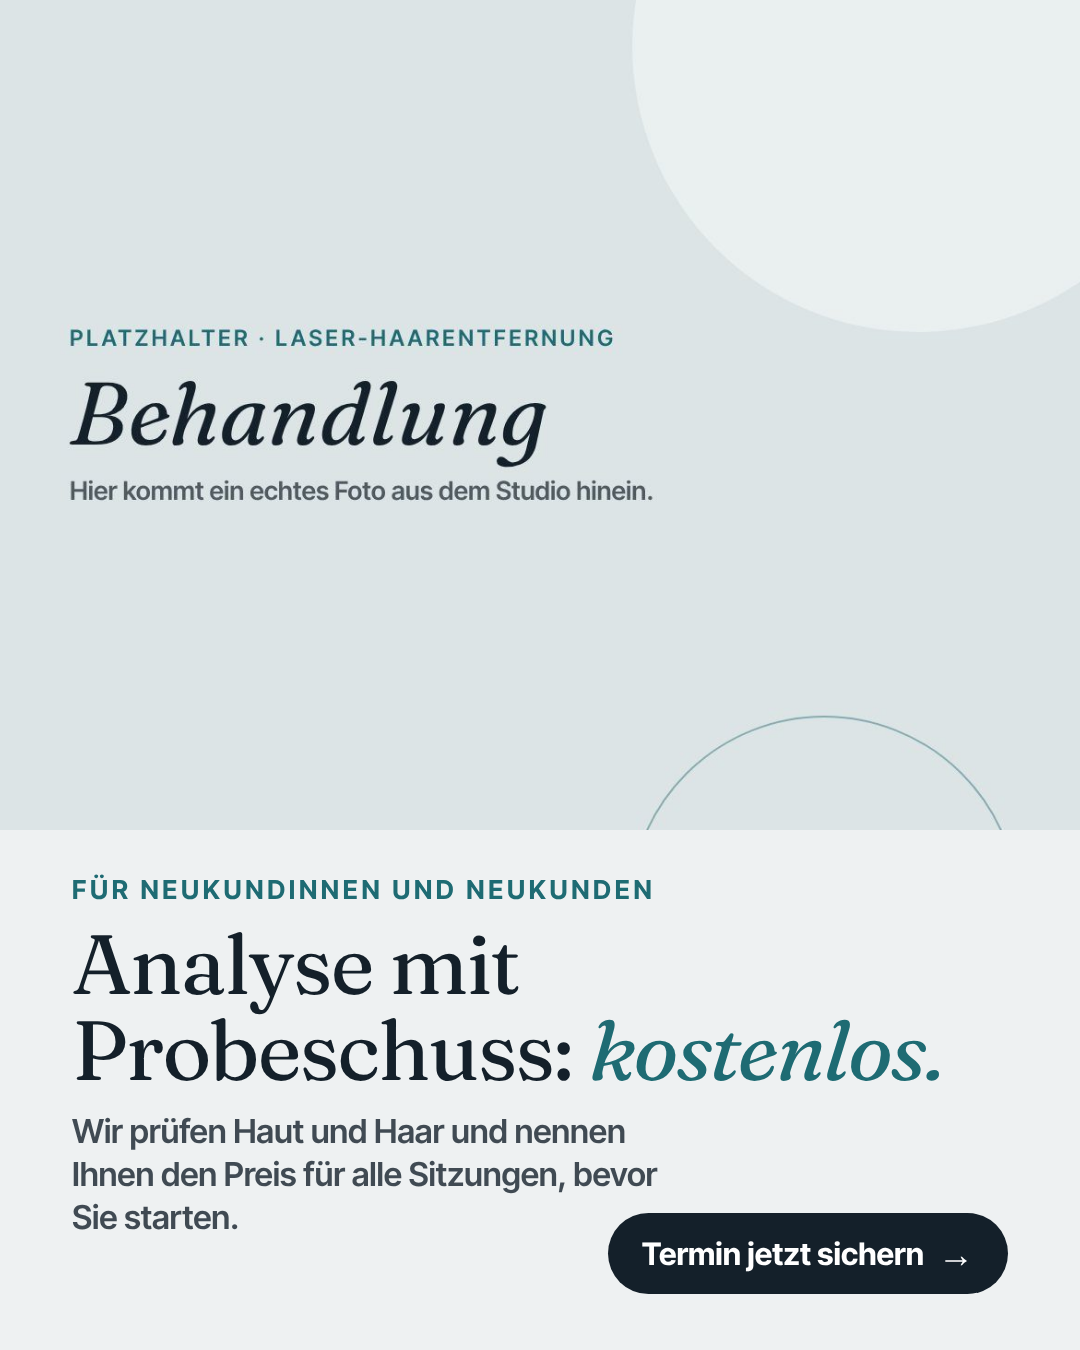 PLATZHALTER · LASER-HAARENTFERNUNG
Behandlung
Hier kommt ein echtes Foto aus dem Studio hinein.
FÜR NEUKUNDINNEN UND NEUKUNDEN
Analyse mit
Probeschuss: kostenlos.
Wir prüfen Haut und Haar und nennen
Ihnen den Preis für alle Sitzungen, bevor
Sie starten.
Termin jetzt sichern →